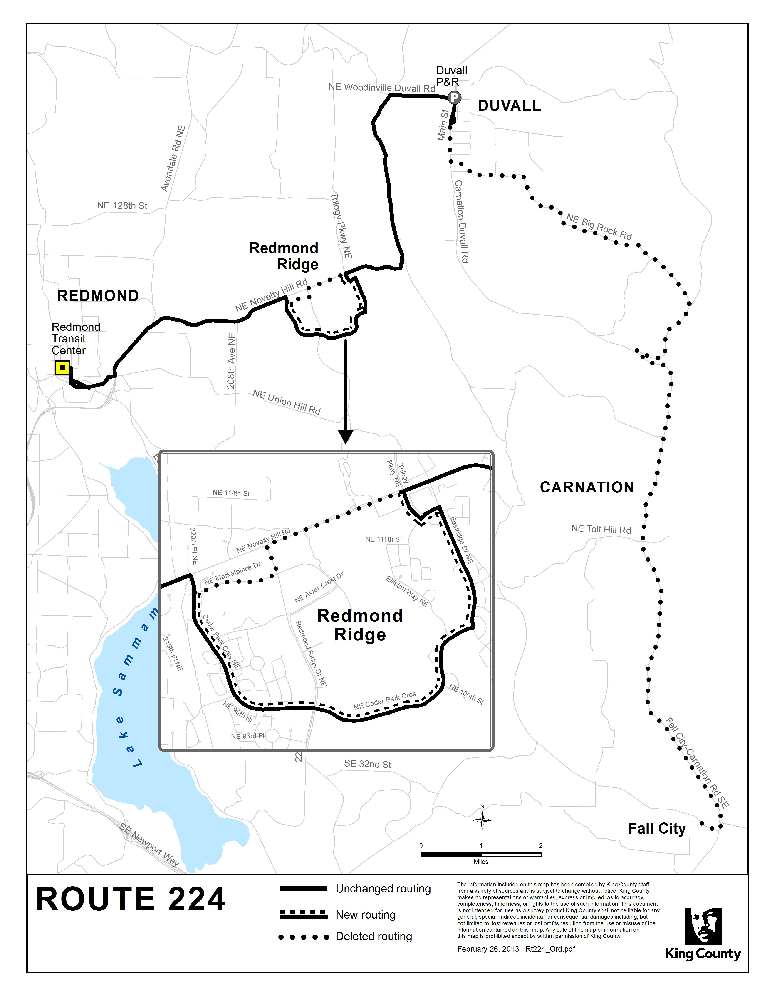 Duvall
P&R
NE Woodinville Duvall Rd
P
DUVALL
Main St
Avondale Rd NE
NE 128th St
Trilogy Pkwy NE
Carnation Duvall Rd
NE Big Rock Rd
Redmond
Ridge
NE Novelty Hill Rd
REDMOND
Redmond
Transit
Center
208th Ave NE
NE Union Hill Rd
Trilogy
Pkwy NE
NE 114th St
CARNATION
220th Pl NE
NE Novelty Hill Rd
NE 111th St
Eastridge Dr NE
NE Tolt Hill Rd
NE Marketplace Dr
NE Alder Crest Dr
Elliston Way NE
Redmond
Ridge
Cedar Park Cres NE
219th Pl NE
Redmond Ridge Dr NE
NE Cedar Park Cres
NE 100th St
NE 96th St
NE 93rd Pl
Lake Sammam
22
SE 32nd St
Fall City-Carnation Rd SE
N
Fall City
SE Newport Way
0 1 2
Miles
ROUTE 224
Unchanged routing
New routing
Deleted routing
The information included on this map has been compiled by King County staff
from a variety of sources and is subject to change without notice. King County
makes no representations or warranties, express or implied, as to accuracy,
completeness, timeliness, or rights to the use of such information. This document
is not intended for use as a survey product King County shall not be liable for any
general, special, indirect, incidental, or consequential damages including, but
not limited to, lost revenues or lost profits resulting from the use or misuse of the
information contained on this map. Any sale of this map or information on
this map is prohibited except by written permission of King County.
February 26, 2013 Rt224_Ord.pdf
King County